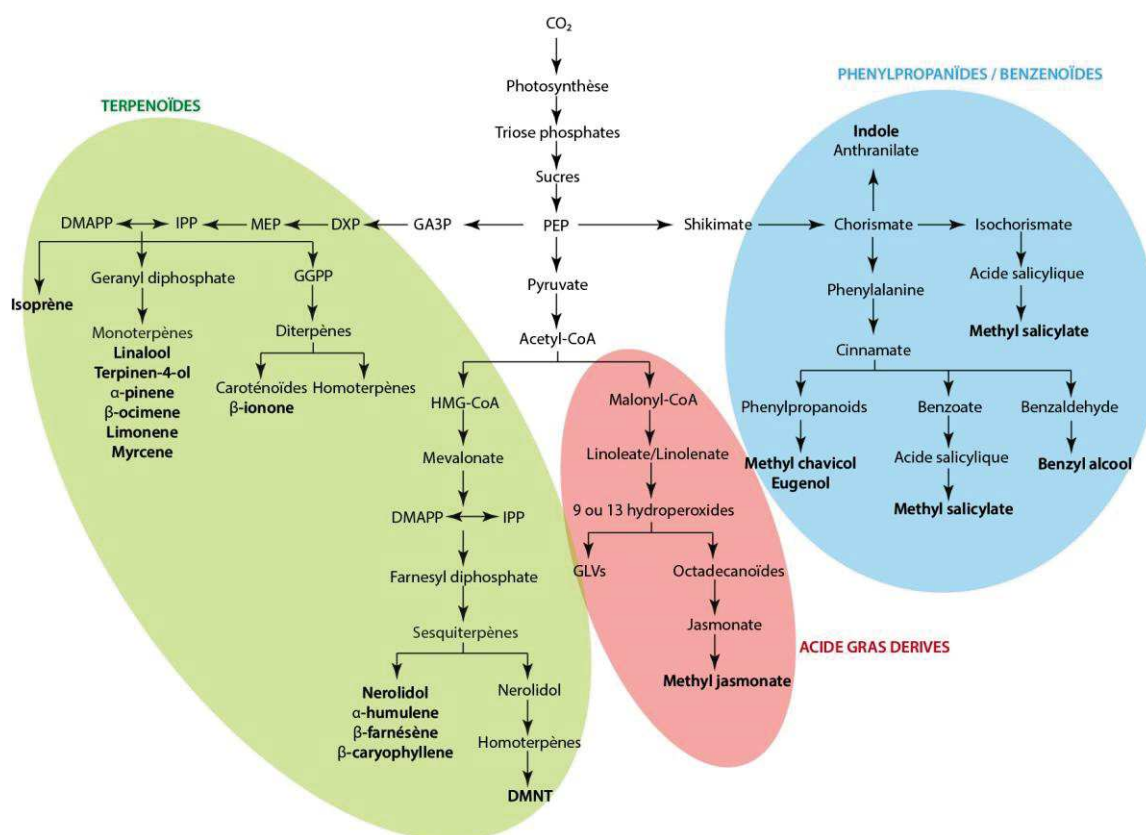 CO₂
PHENYLPROPANÏDES / BENZENOÏDES
Photosynthèse
TERPENOÏDES
Triose phosphates
Indole
Anthranilate
Sucres
DMAPP
IPP
MEP
DXP
GA3P
PEP
Shikimate
Chorismate
Isochorismate
Geranyl diphosphate
GGPP
Acide salicylique
Isoprène
Pyruvate
Phenylalanine
Monoterpènes
Linalool
Terpinen-4-ol
α-pinene
β-ocimene
Limonene
Myrcene
Diterpènes
Acetyl-CoA
Methyl salicylate
Cinnamate
Caroténoïdes
β-ionone
Homoterpènes
HMG-CoA
Malonyl-CoA
Phenylpropanoids
Benzoate
Benzaldehyde
Mevalonate
Linoleate/Linolenate
Methyl chavicol
Eugenol
Acide salicylique
Benzyl alcool
Methyl salicylate
DMAPP
IPP
9 ou 13 hydroperoxides
Farnesyl diphosphate
GLVs
Octadecanoïdes
Sesquiterpènes
Jasmonate
ACIDE GRAS DERIVES
Methyl jasmonate
Nerolidol
α-humulene
β-farnésène
β-caryophyllene
Nerolidol
Homoterpènes
DMNT